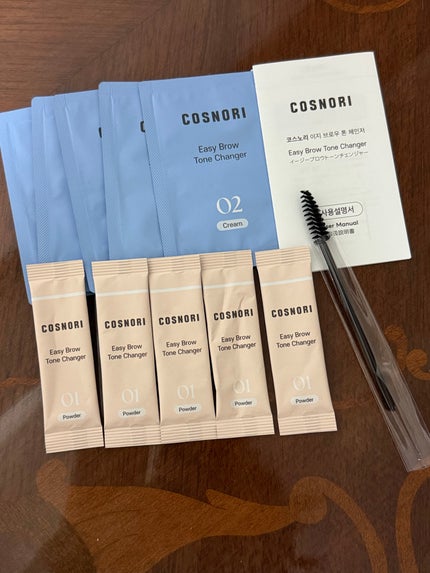 COSNORI
Easy Brow
Tone Changer
02
Cream
COSNORI
코스노리 이지 브로우 톤 체인저
Easy Brow Tone Changer
イージーブロウトーンチェンジャー
사용설명서
User Manual
説明書
COSNORI
Easy Brow
Tone Changer
01
Powder
COSNORI
Easy Brow
Tone Changer
01
Powder
COSNORI
Easy Brow
Tone Changer
01
Powder
COSNORI
Easy Brow
Tone Changer
01
Powder
COSNORI
Easy Brow
Tone Changer
01
Powder